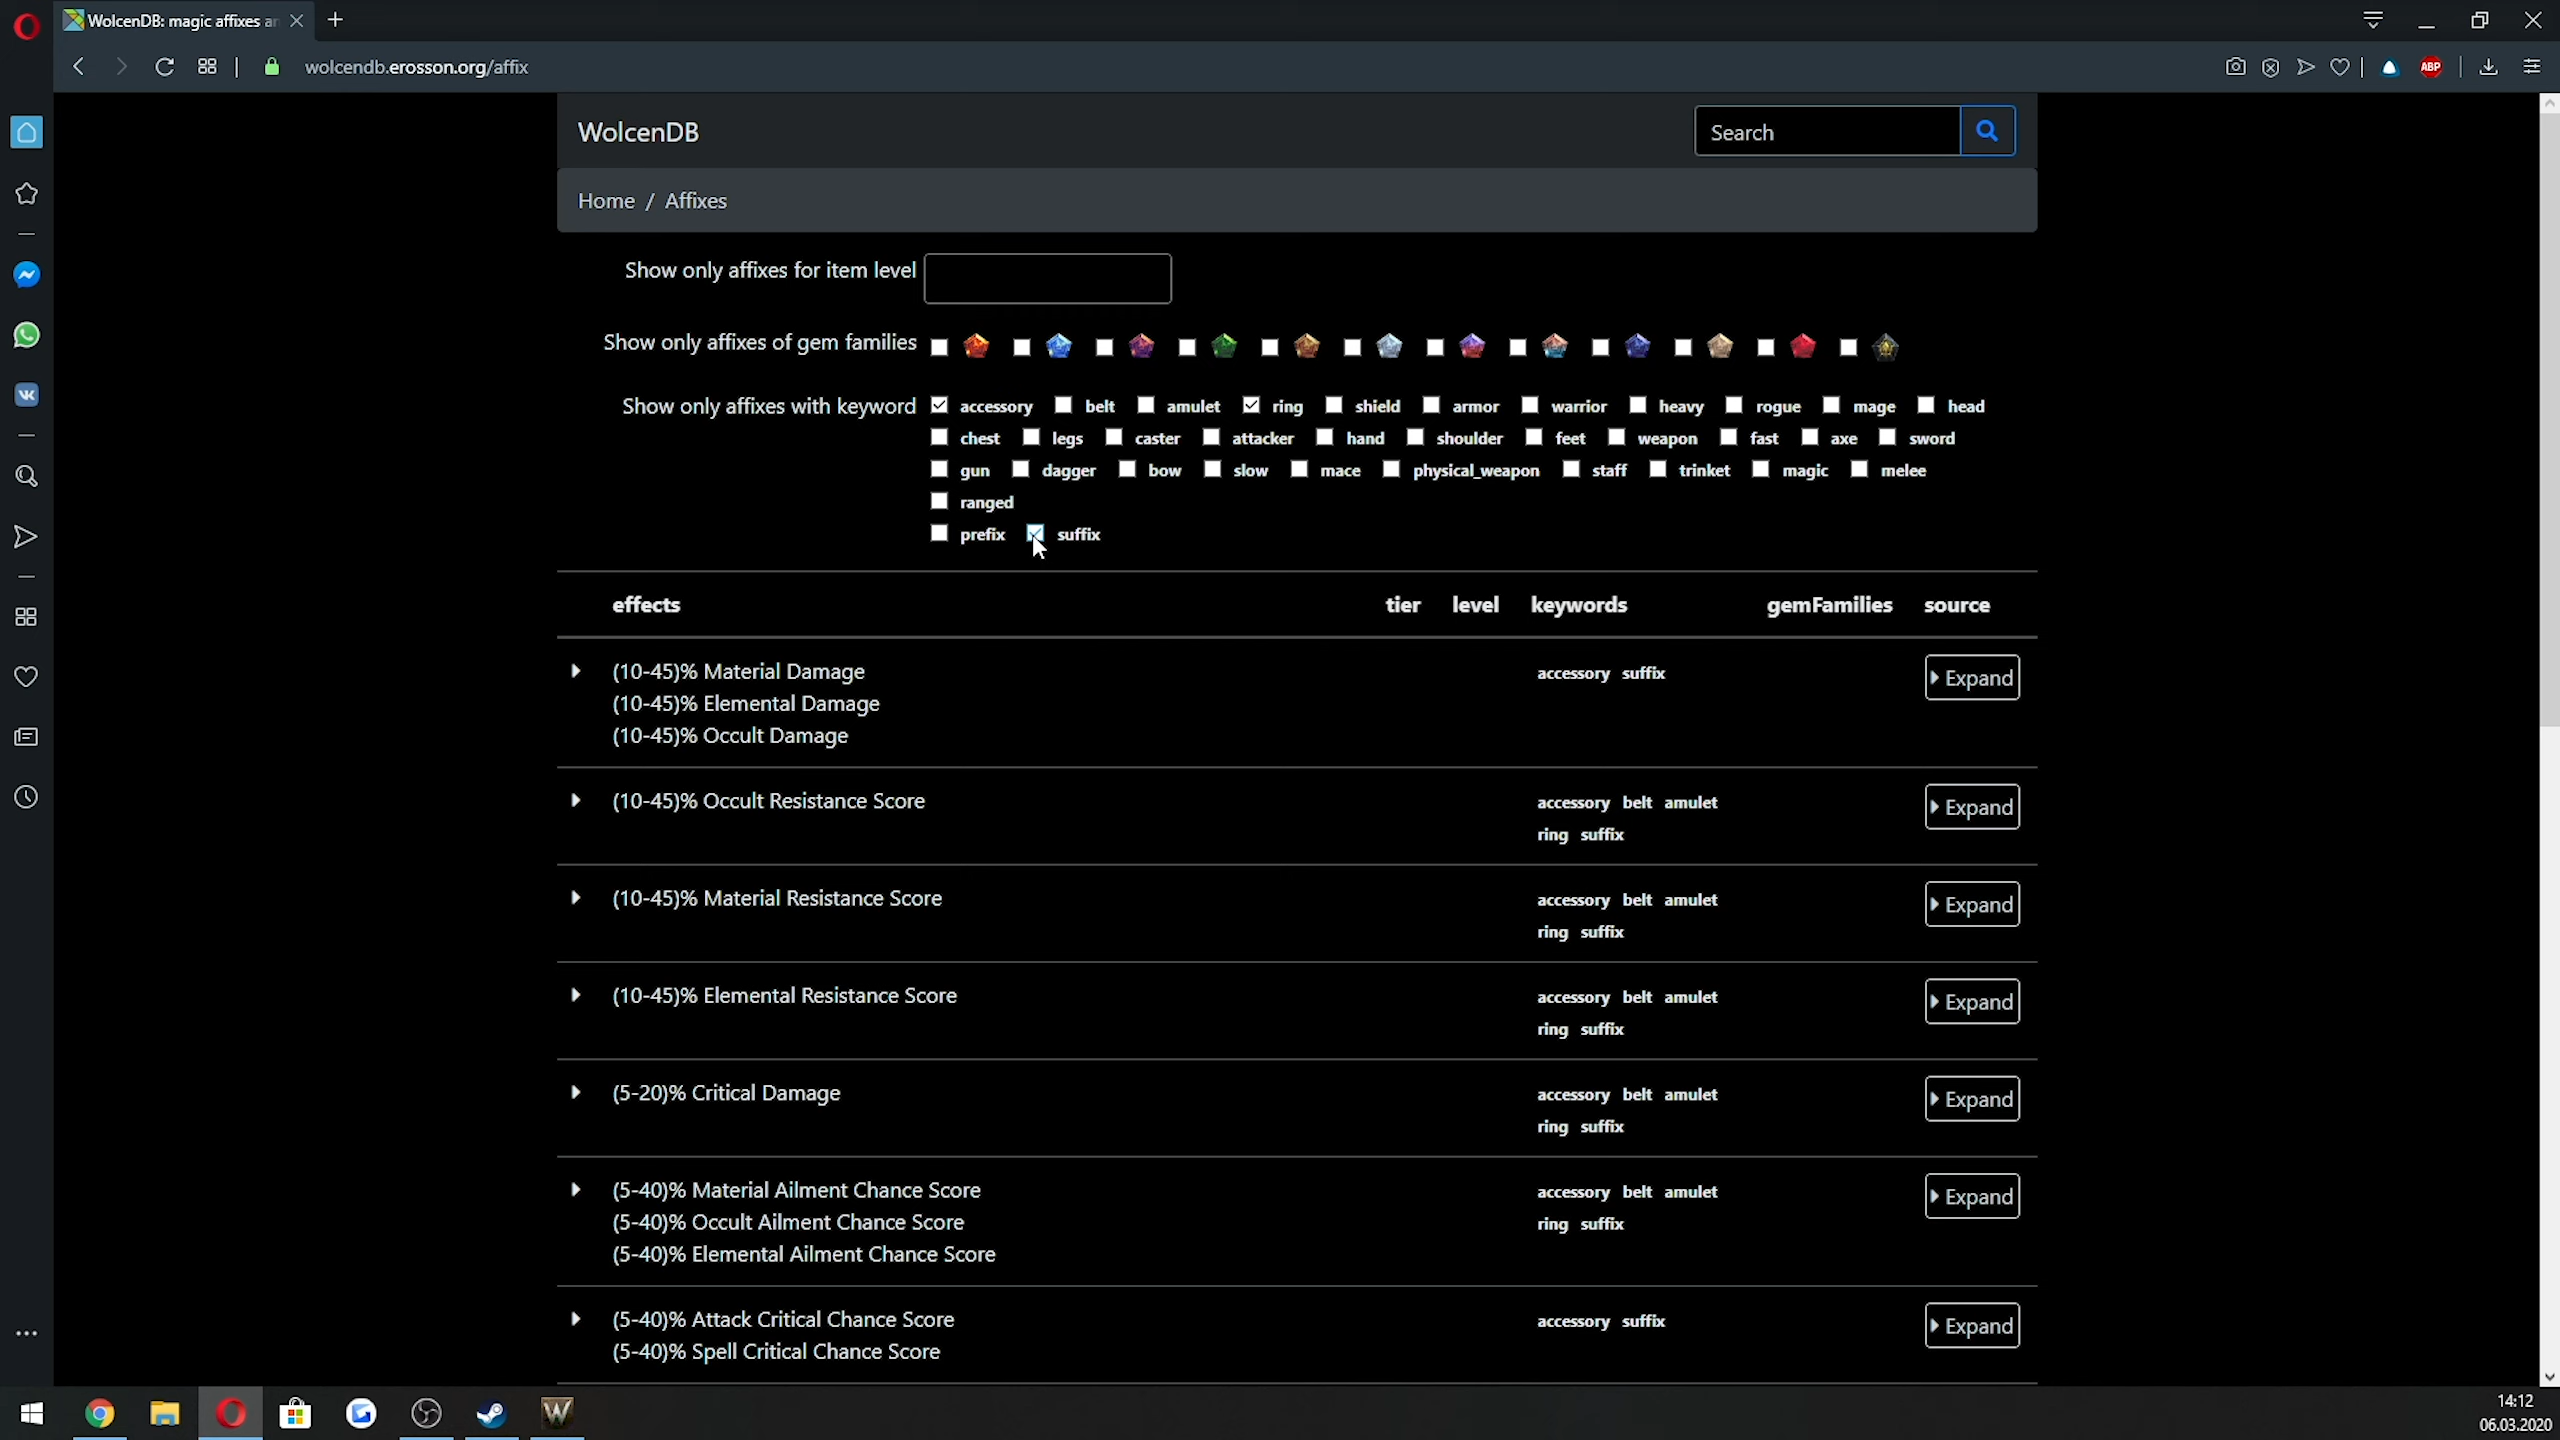 WolcenDB: magic affixes ar
wolcendb.erosson.org/affix
ABP
WolcenDB
Search
Home / Affixes
Show only affixes for item level
Show only affixes of gem families
Show only affixes with keyword
accessory belt amulet ring shield armor warrior heavy rogue mage head
chest legs caster attacker hand shoulder feet weapon fast axe sword
gun dagger bow slow mace physical_weapon staff trinket magic melee
ranged
prefix suffix
effects tier level keywords gemFamilies source
(10-45)% Material Damage accessory suffix Expand
(10-45)% Elemental Damage
(10-45)% Occult Damage
(10-45)% Occult Resistance Score accessory belt amulet Expand
ring suffix
(10-45)% Material Resistance Score accessory belt amulet Expand
ring suffix
(10-45)% Elemental Resistance Score accessory belt amulet Expand
ring suffix
(5-20)% Critical Damage accessory belt amulet Expand
ring suffix
(5-40)% Material Ailment Chance Score accessory belt amulet Expand
(5-40)% Occult Ailment Chance Score ring suffix
(5-40)% Elemental Ailment Chance Score
(5-40)% Attack Critical Chance Score accessory suffix Expand
(5-40)% Spell Critical Chance Score
14:12
06.03.2020